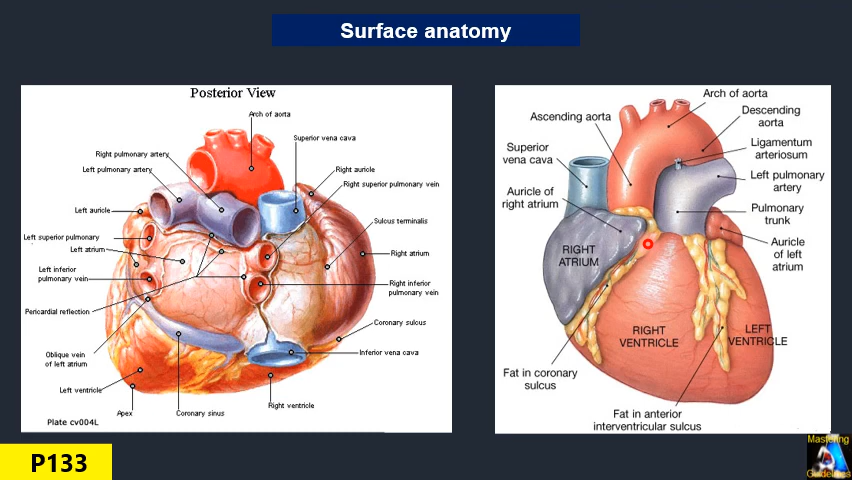 Surface anatomy
Posterior View
Arch of aorta
Superior vena cava
Right pulmonary artery
Left pulmonary artery
Right auricle
Right superior pulmonary vein
Left auricle
Sulcus terminalis
Left superior pulmonary
Left atrium
Right atrium
Left inferior
pulmonary vein
Right inferior
pulmonary vein
Pericardial reflection
Coronary sulcus
Oblique vein
of left atrium
Inferior vena cava
Left ventricle
Apex
Coronary sinus
Right ventricle
Plate cv004L
Arch of aorta
Ascending aorta
Descending
aorta
Superior
vena cava
Ligamentum
arteriosum
Left pulmonary
artery
Auricle of
right atrium
Pulmonary
trunk
RIGHT
ATRIUM
Auricle
of left
atrium
RIGHT
VENTRICLE
LEFT
VENTRICLE
Fat in coronary
sulcus
Fat in anterior
interventricular sulcus
P133
Mastering
Guidelines